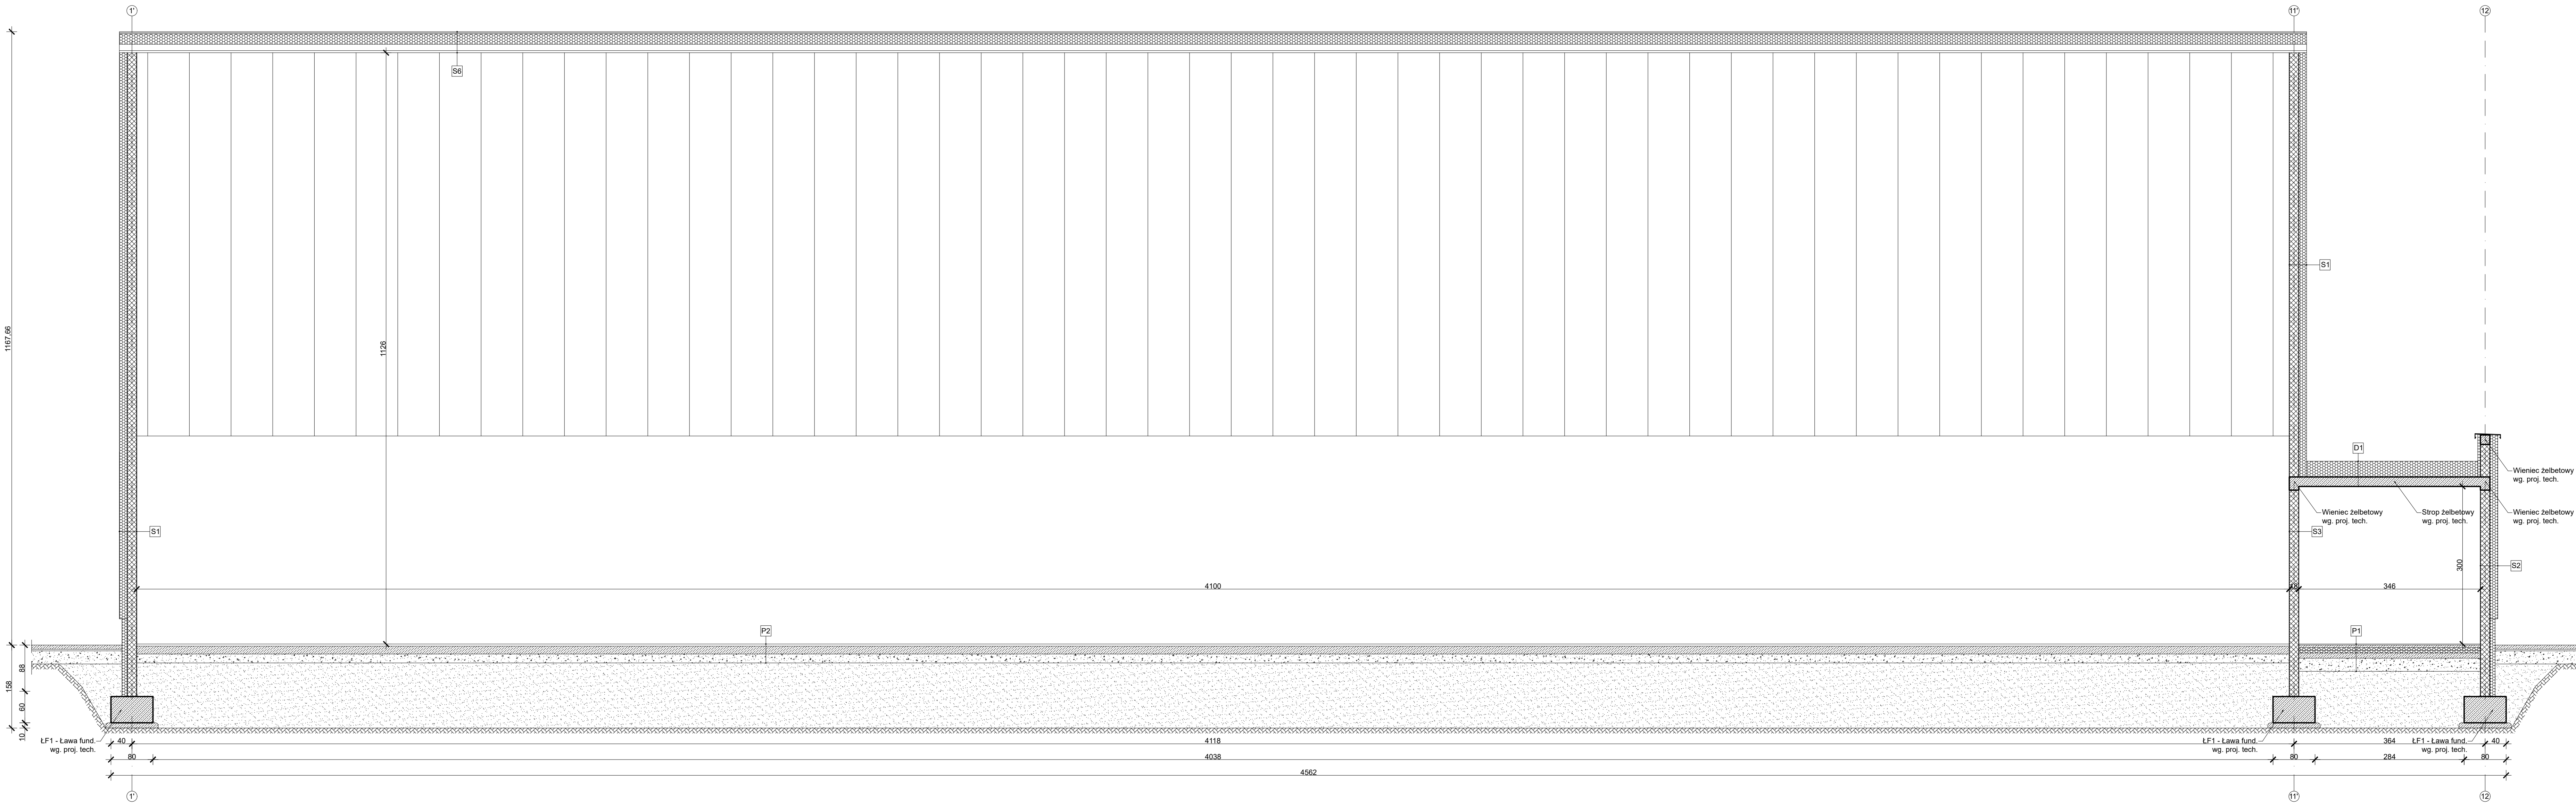 1'
11'
12
S6
1167,66
1126
S1
D1
Wieniec żelbetowy
wg. proj. tech.
Wieniec żelbetowy
wg. proj. tech.
Strop żelbetowy
wg. proj. tech.
Wieniec żelbetowy
wg. proj. tech.
S1
S3
S2
300
4100
18
346
P2
P1
88
158
60
10
ŁF1 - Ława fund.
wg. proj. tech.
40
4118
ŁF1 - Ława fund.
wg. proj. tech.
364
ŁF1 - Ława fund.
wg. proj. tech.
40
80
4038
80
284
80
4562
1'
11'
12